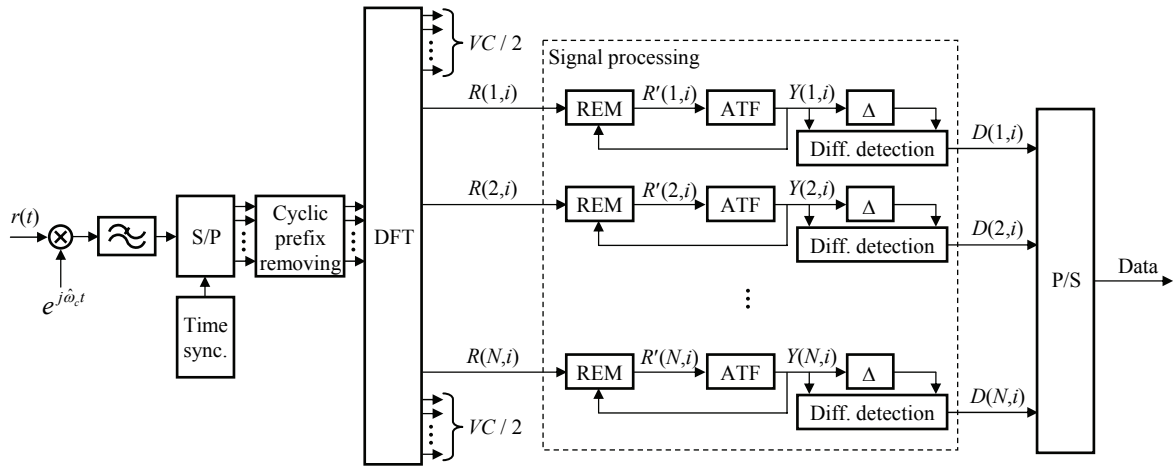 VC / 2
Signal processing
R(1,i)
REM
R′(1,i)
ATF
Y(1,i)
Δ
Diff. detection
D(1,i)
R(2,i)
REM
R′(2,i)
ATF
Y(2,i)
Δ
Diff. detection
D(2,i)
r(t)
e^{jω̂_c t}
S/P
Time
sync.
Cyclic
prefix
removing
DFT
P/S
Data
R(N,i)
REM
R′(N,i)
ATF
Y(N,i)
Δ
Diff. detection
D(N,i)
VC / 2